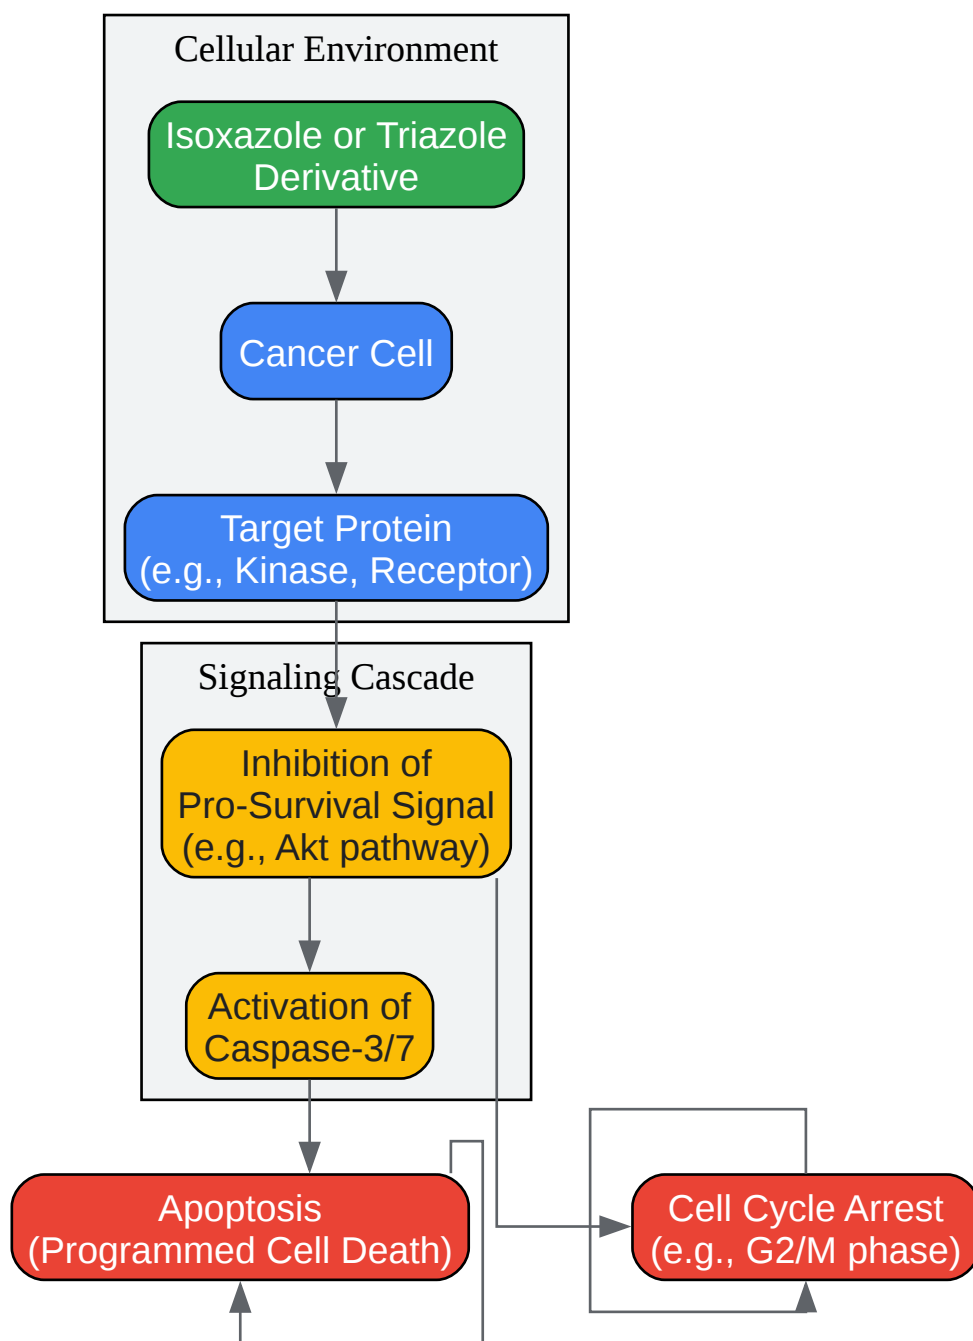 Cellular Environment
Isoxazole or Triazole
Derivative
Cancer Cell
Target Protein
(e.g., Kinase, Receptor)
Signaling Cascade
Inhibition of
Pro-Survival Signal
(e.g., Akt pathway)
Activation of
Caspase-3/7
Apoptosis
(Programmed Cell Death)
Cell Cycle Arrest
(e.g., G2/M phase)